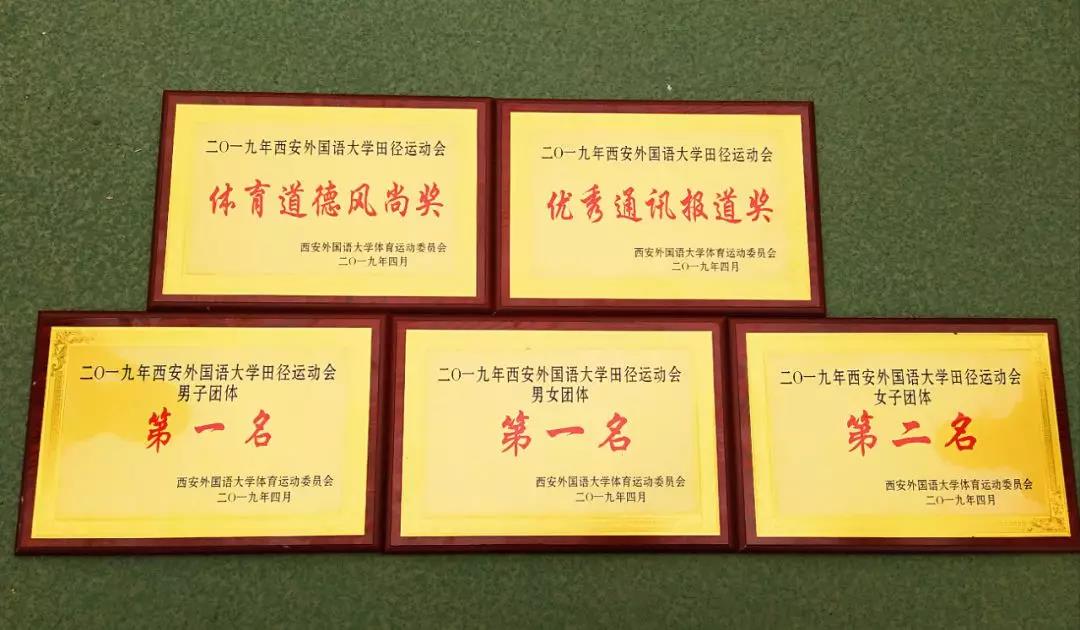 二〇一九年西安外国语大学田径运动会
体育道德风尚奖
西安外国语大学体育运动委员会
二〇一九年四月
二〇一九年西安外国语大学田径运动会
优秀通讯报道奖
西安外国语大学体育运动委员会
二〇一九年四月
二〇一九年西安外国语大学田径运动会
男子团体
第一名
西安外国语大学体育运动委员会
二〇一九年四月
二〇一九年西安外国语大学田径运动会
男女团体
第一名
西安外国语大学体育运动委员会
二〇一九年四月
二〇一九年西安外国语大学田径运动会
女子团体
第二名
西安外国语大学体育运动委员会
二〇一九年四月